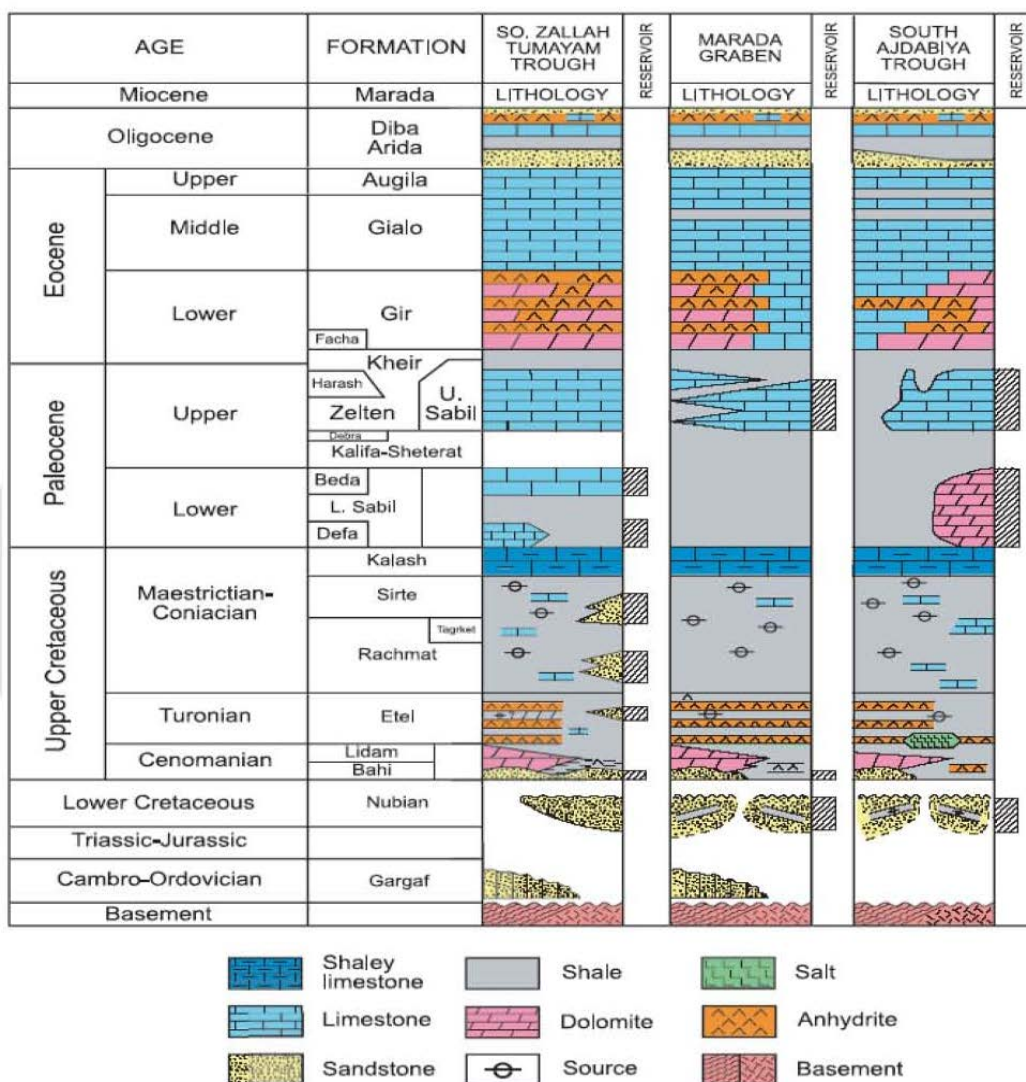 AGE
FORMATION
SO. ZALLAH
TUMAYAM
TROUGH
RESERVOIR
MARADA
GRABEN
RESERVOIR
SOUTH
AJDABIYA
TROUGH
RESERVOIR
Miocene
Marada
LITHOLOGY
LITHOLOGY
LITHOLOGY
Oligocene
Diba
Arida
Eocene
Upper
Augila
Middle
Gialo
Lower
Gir
Facha
Paleocene
Kheir
Harash
U.
Sabil
Upper
Zelten
Debra
Kalifa-Sheterat
Beda
Lower
L. Sabil
Defa
Upper Cretaceous
Kalash
Maestrictian-
Coniacian
Sirte
Tagrket
Rachmat
Turonian
Etel
Cenomanian
Lidam
Bahi
Lower Cretaceous
Nubian
Triassic-Jurassic
Cambro-Ordovician
Gargaf
Basement
Shaley
limestone
Shale
Salt
Limestone
Dolomite
Anhydrite
Sandstone
Source
Basement